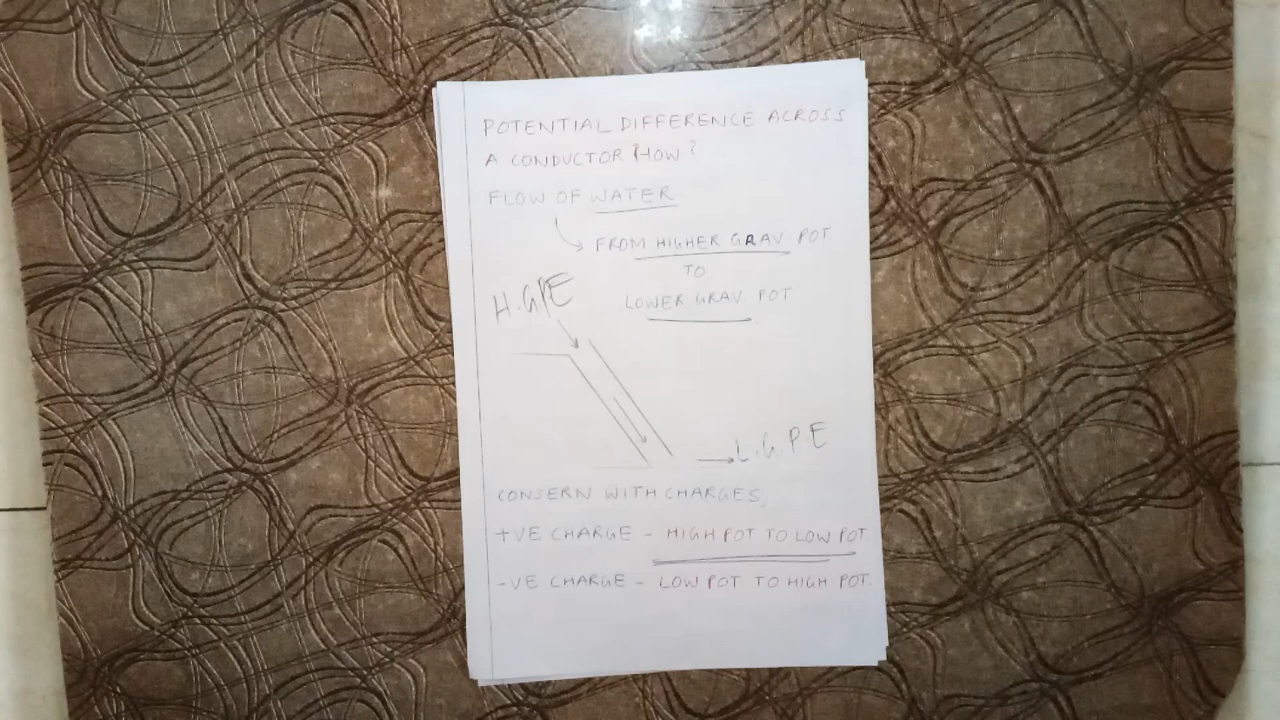 POTENTIAL DIFFERENCE ACROSS
A CONDUCTOR HOW?
FLOW OF WATER
FROM HIGHER GRAV POT
TO
LOWER GRAV. POT
H.GPE
L.G.P.E
CONSERN WITH CHARGES,
+VE CHARGE - HIGH POT TO LOW POT.
-VE CHARGE - LOW POT TO HIGH POT.